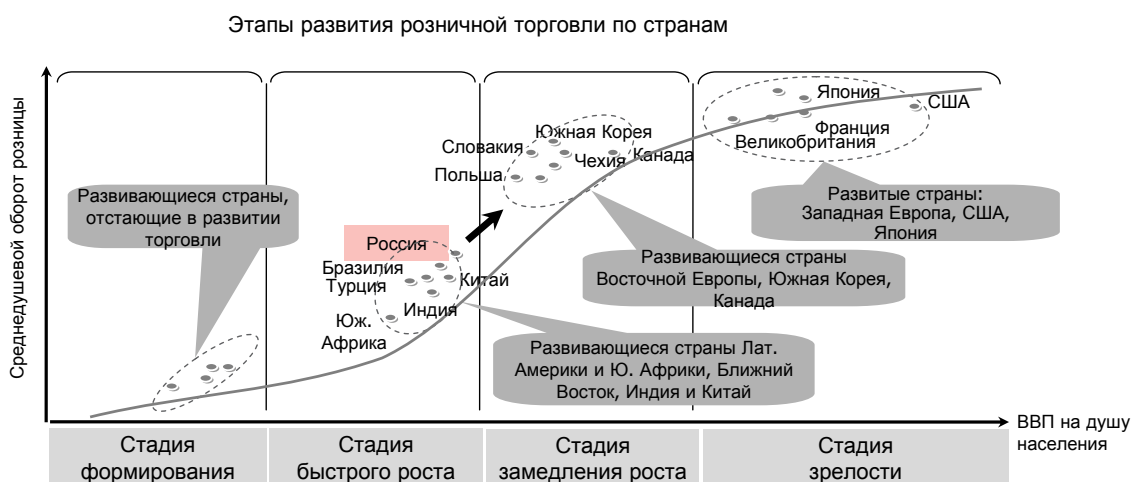 Этапы развития розничной торговли по странам
Среднедушевой оборот розницы
Развивающиеся страны,
отстающие в развитии
торговли
Россия
Бразилия
Турция
Китай
Индия
Юж.
Африка
Словакия
Южная Корея
Польша
Чехия
Канада
Япония
США
Франция
Великобритания
Развитые страны:
Западная Европа, США,
Япония
Развивающиеся страны
Восточной Европы, Южная Корея,
Канада
Развивающиеся страны Лат.
Америки и Ю. Африки, Ближний
Восток, Индия и Китай
ВВП на душу
населения
Стадия
формирования
Стадия
быстрого роста
Стадия
замедления роста
Стадия
зрелости